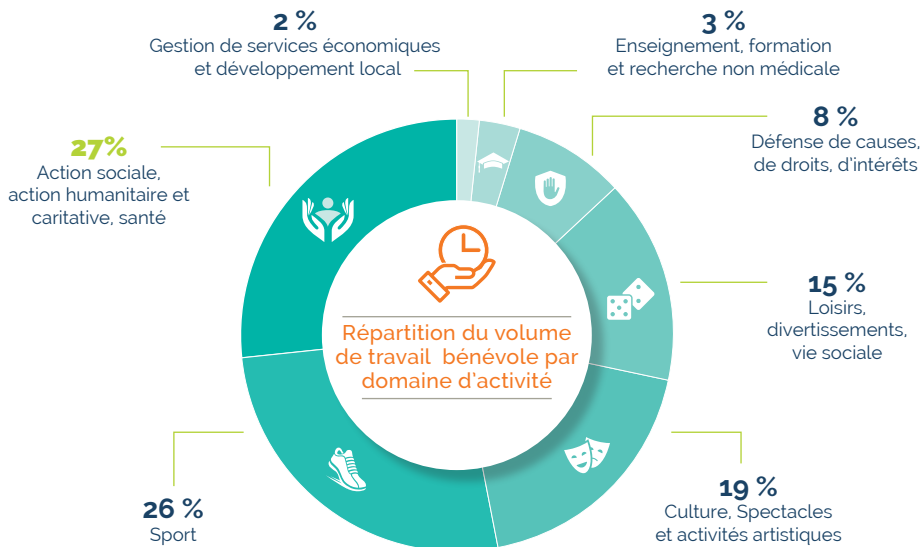 2 %
Gestion de services économiques
et développement local
3 %
Enseignement, formation
et recherche non médicale
8 %
Défense de causes,
de droits, d'intérêts
27%
Action sociale,
action humanitaire et
caritative, santé
15 %
Loisirs,
divertissements,
vie sociale
Répartition du volume
de travail bénévole par
domaine d'activité
26 %
Sport
19 %
Culture, Spectacles
et activités artistiques